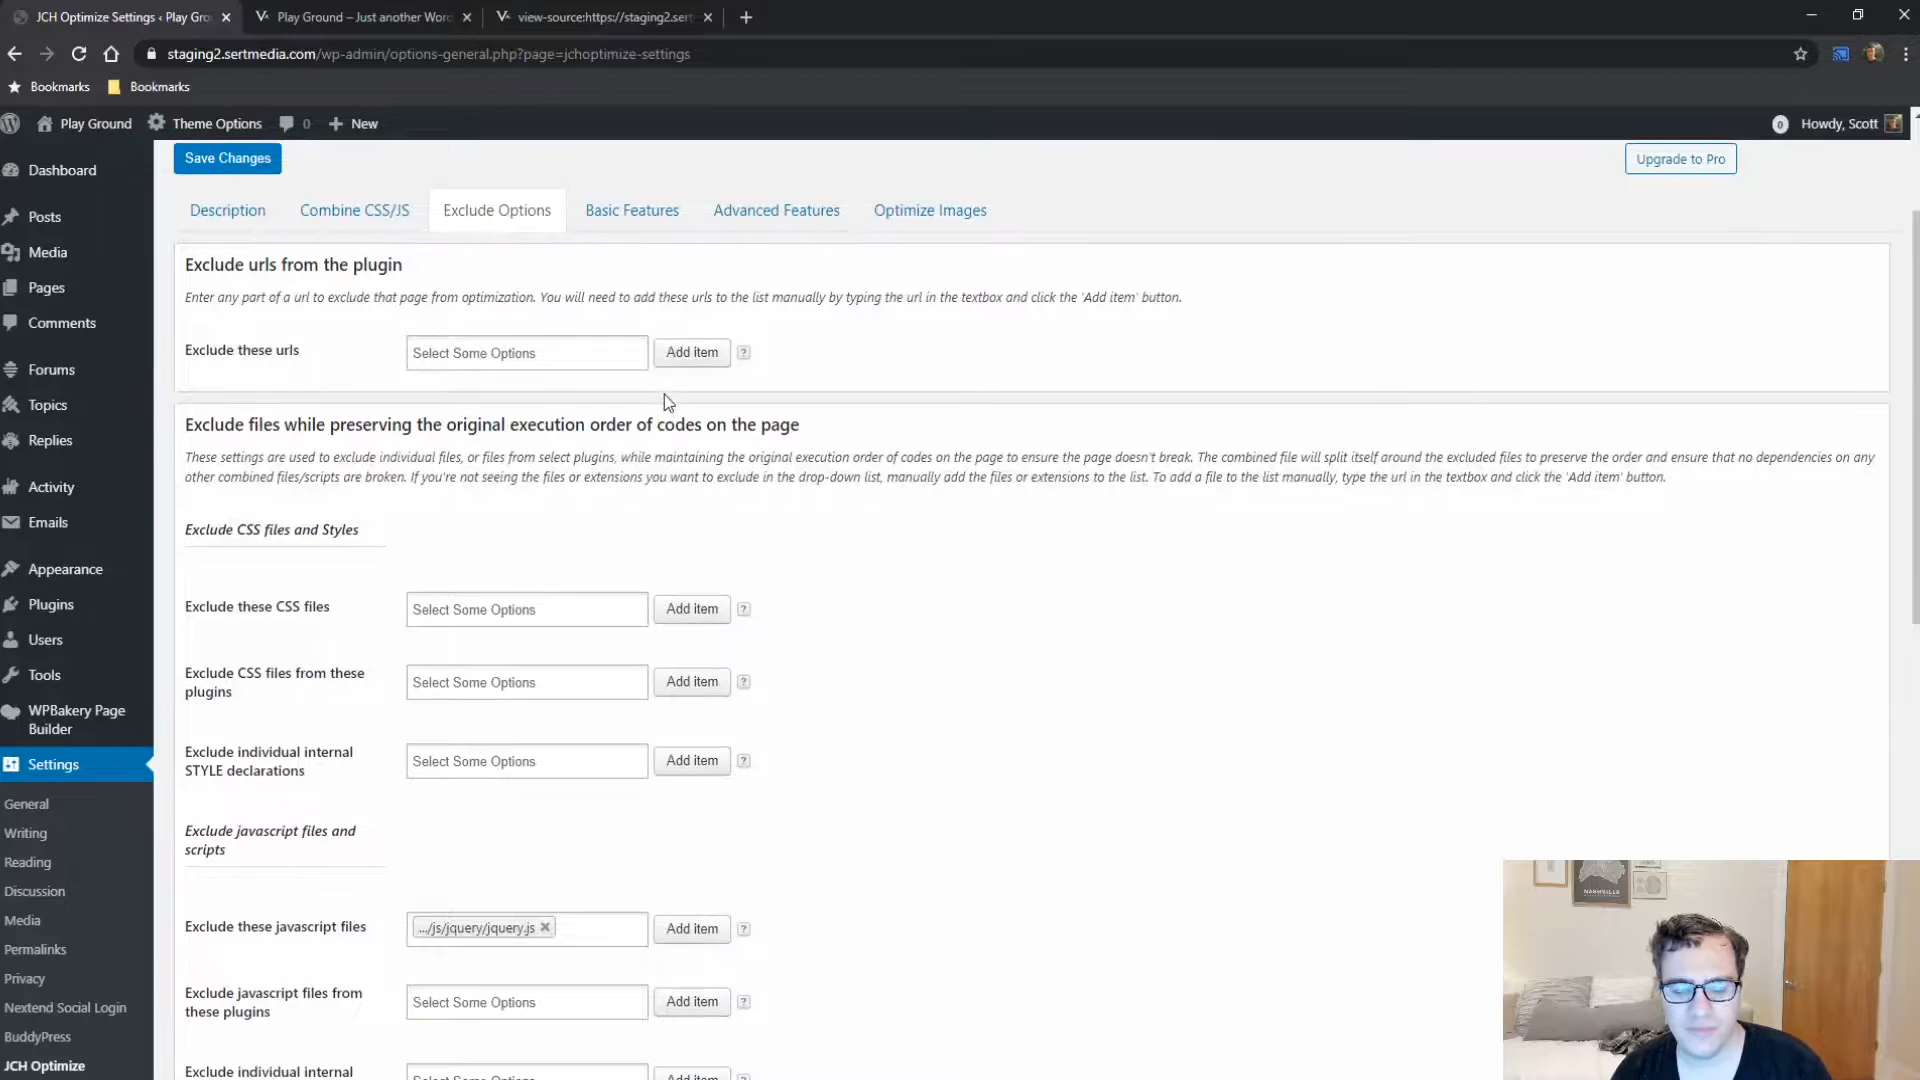 JCH Optimize Settings ‹ Play Gro
Play Ground – Just another Wor
view-source:https://staging2.sert
staging2.sertmedia.com/wp-admin/options-general.php?page=jchoptimize-settings
Bookmarks
Bookmarks
Play Ground
Theme Options
0
New
0
Howdy, Scott
Save Changes
Upgrade to Pro
Dashboard
Posts
Media
Pages
Comments
Forums
Topics
Replies
Activity
Emails
Appearance
Plugins
Users
Tools
WPBakery Page
Builder
Settings
General
Writing
Reading
Discussion
Media
Permalinks
Privacy
Nextend Social Login
BuddyPress
JCH Optimize
Description
Combine CSS/JS
Exclude Options
Basic Features
Advanced Features
Optimize Images
Exclude urls from the plugin
Enter any part of a url to exclude that page from optimization. You will need to add these urls to the list manually by typing the url in the textbox and click the 'Add item' button.
Exclude these urls
Select Some Options
Add item
?
Exclude files while preserving the original execution order of codes on the page
These settings are used to exclude individual files, or files from select plugins, while maintaining the original execution order of codes on the page to ensure the page doesn't break. The combined file will split itself around the excluded files to preserve the order and ensure that no dependencies on any
other combined files/scripts are broken. If you're not seeing the files or extensions you want to exclude in the drop-down list, manually add the files or extensions to the list. To add a file to the list manually, type the url in the textbox and click the 'Add item' button.
Exclude CSS files and Styles
Exclude these CSS files
Select Some Options
Add item
?
Exclude CSS files from these
plugins
Select Some Options
Add item
?
Exclude individual internal
STYLE declarations
Select Some Options
Add item
?
Exclude javascript files and
scripts
Exclude these javascript files
.../js/jquery/jquery.js
Add item
?
Exclude javascript files from
these plugins
Select Some Options
Add item
?
Exclude individual internal
Select Some Options
Add item
?
NASHVILLE